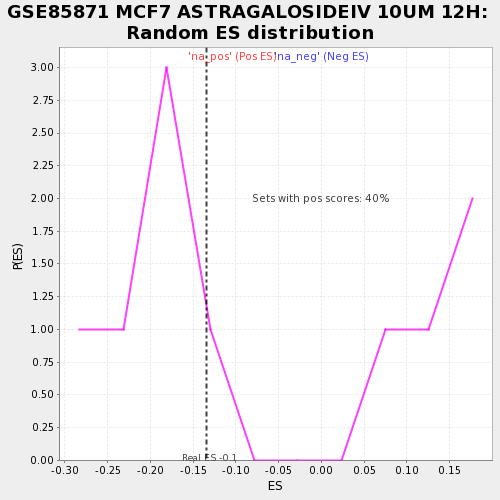 GSE85871 MCF7 ASTRAGALOSIDEIV 10UM 12H:
Random ES distribution
'na_pos' (Pos ES)
'na_neg' (Neg ES)
3.00
2.75
2.50
2.25
2.00
1.75
1.50
1.25
1.00
0.75
0.50
0.25
0.00
P(ES)
Sets with pos scores: 40%
Real ES -0.1
-0.30 -0.25 -0.20 -0.15 -0.10 -0.05 0.00 0.05 0.10 0.15
ES